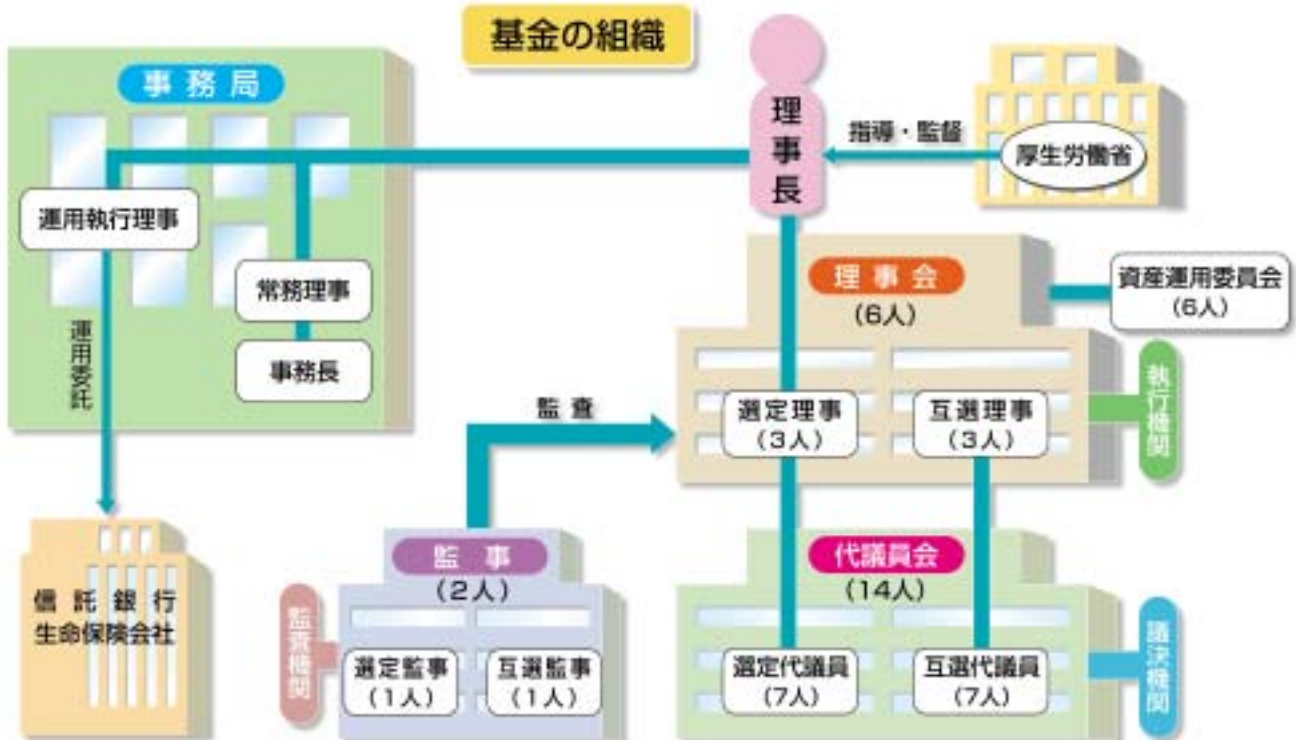 基金の組織
事務局
理事長
指導・監督
厚生労働省
運用執行理事
常務理事
事務長
運用委託
理事会
(6人)
資産運用委員会
(6人)
選定理事
(3人)
互選理事
(3人)
執行機関
監査
信託銀行
生命保険会社
監事
(2人)
監査機関
選定監事
(1人)
互選監事
(1人)
代議員会
(14人)
選定代議員
(7人)
互選代議員
(7人)
議決機関